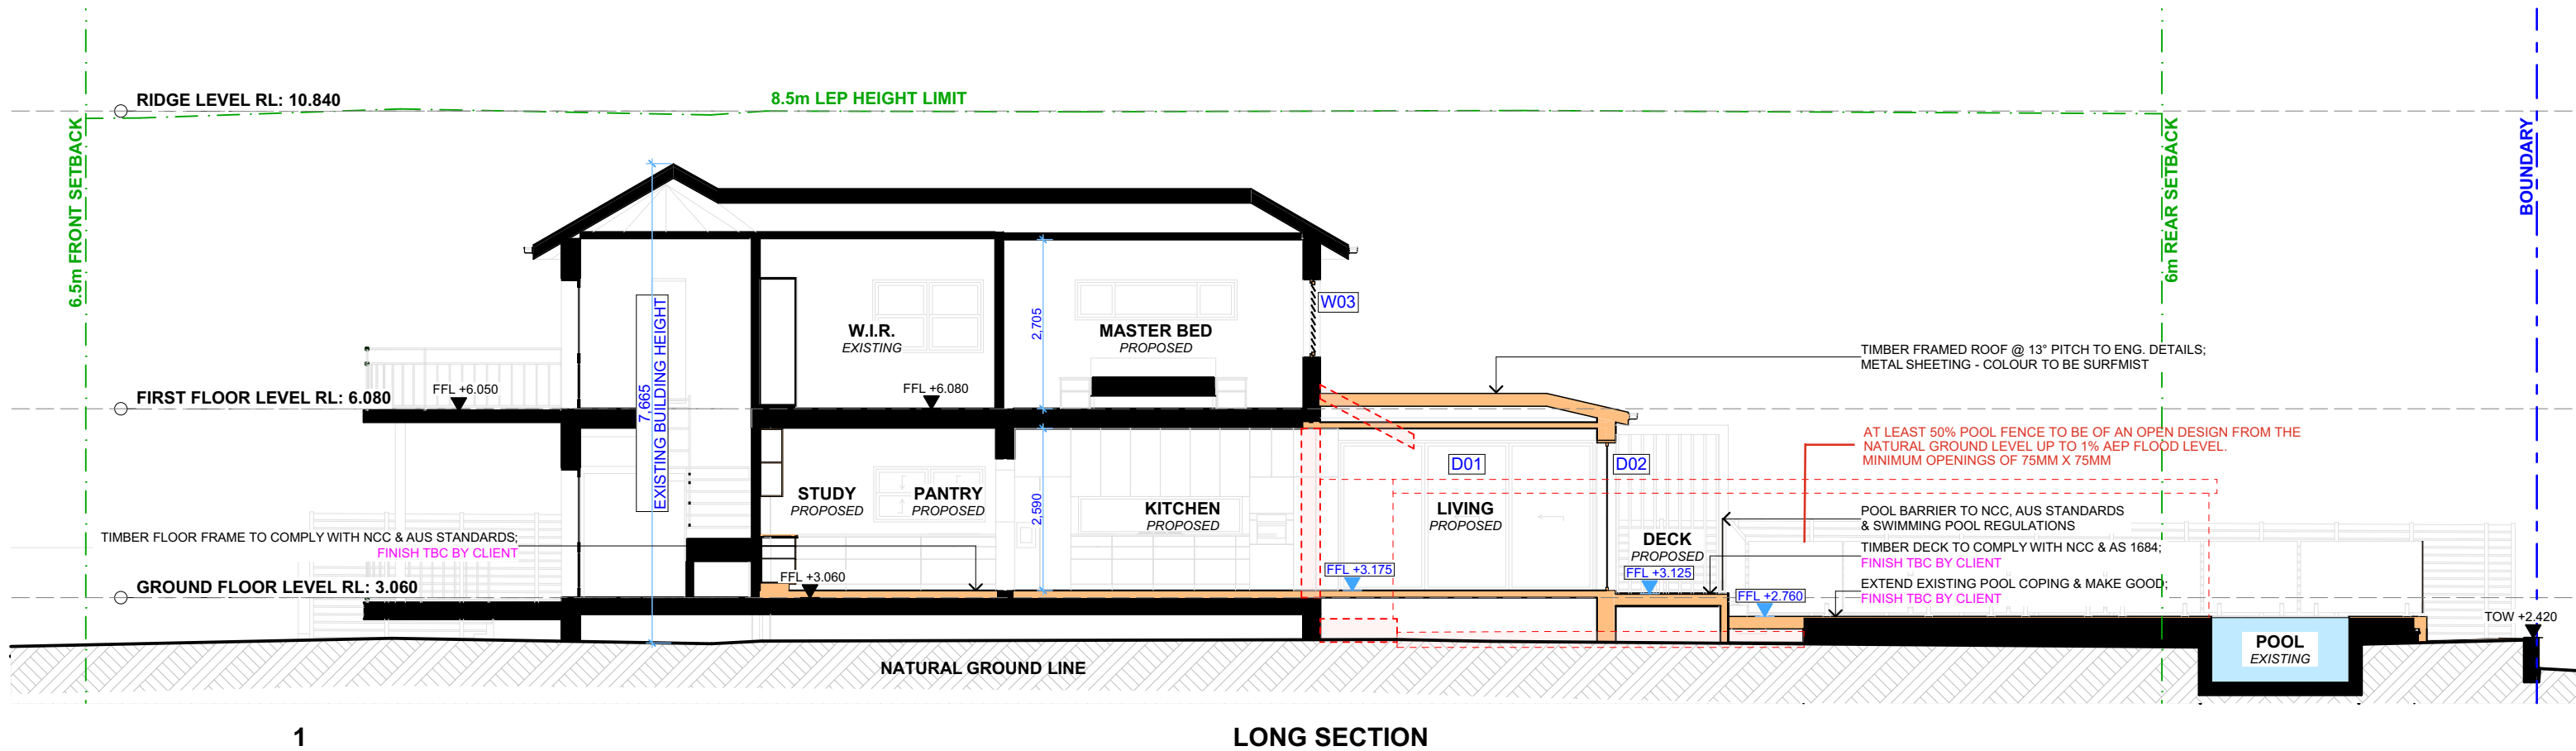 RIDGE LEVEL RL: 10.840
8.5m LEP HEIGHT LIMIT
6.5m FRONT SETBACK
6m REAR SETBACK
BOUNDARY
7,665
EXISTING BUILDING HEIGHT
W.I.R.
EXISTING
2,705
MASTER BED
PROPOSED
W03
TIMBER FRAMED ROOF @ 13° PITCH TO ENG. DETAILS;
METAL SHEETING - COLOUR TO BE SURFMIST
FIRST FLOOR LEVEL RL: 6.080
FFL +6.050
FFL +6.080
AT LEAST 50% POOL FENCE TO BE OF AN OPEN DESIGN FROM THE
NATURAL GROUND LEVEL UP TO 1% AEP FLOOD LEVEL.
MINIMUM OPENINGS OF 75MM X 75MM
D01
D02
STUDY
PROPOSED
PANTRY
PROPOSED
2,590
KITCHEN
PROPOSED
LIVING
PROPOSED
DECK
PROPOSED
POOL BARRIER TO NCC, AUS STANDARDS
& SWIMMING POOL REGULATIONS
TIMBER FLOOR FRAME TO COMPLY WITH NCC & AUS STANDARDS;
FINISH TBC BY CLIENT
TIMBER DECK TO COMPLY WITH NCC & AS 1684;
FINISH TBC BY CLIENT
EXTEND EXISTING POOL COPING & MAKE GOOD;
FINISH TBC BY CLIENT
GROUND FLOOR LEVEL RL: 3.060
FFL +3.060
FFL +3.175
FFL +3.125
FFL +2.760
TOW +2.420
POOL
EXISTING
NATURAL GROUND LINE
1
LONG SECTION